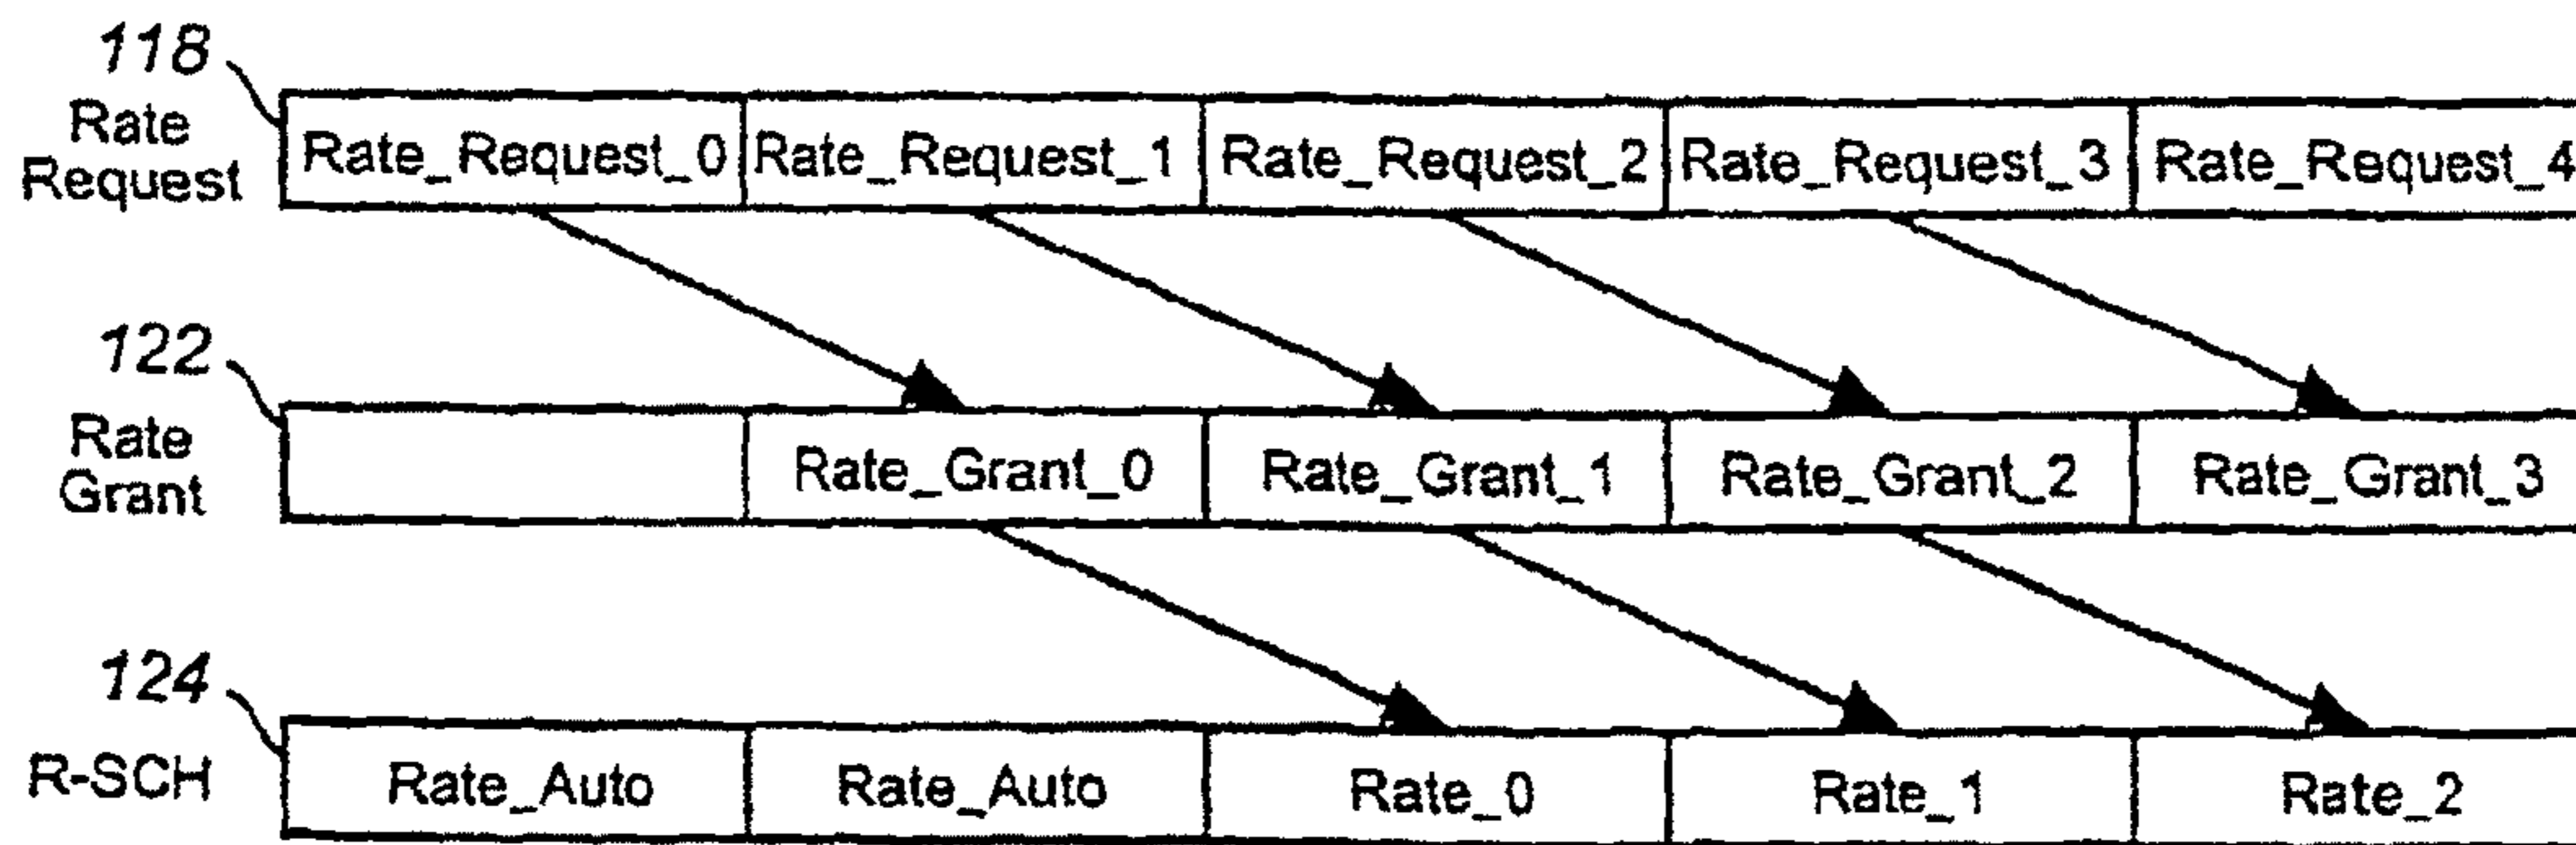 118
Rate
Request
Rate_Request_0 Rate_Request_1 Rate_Request_2 Rate_Request_3 Rate_Request_4
122
Rate
Grant
Rate_Grant_0 Rate_Grant_1 Rate_Grant_2 Rate_Grant_3
124
R-SCH
Rate_Auto Rate_Auto Rate_0 Rate_1 Rate_2